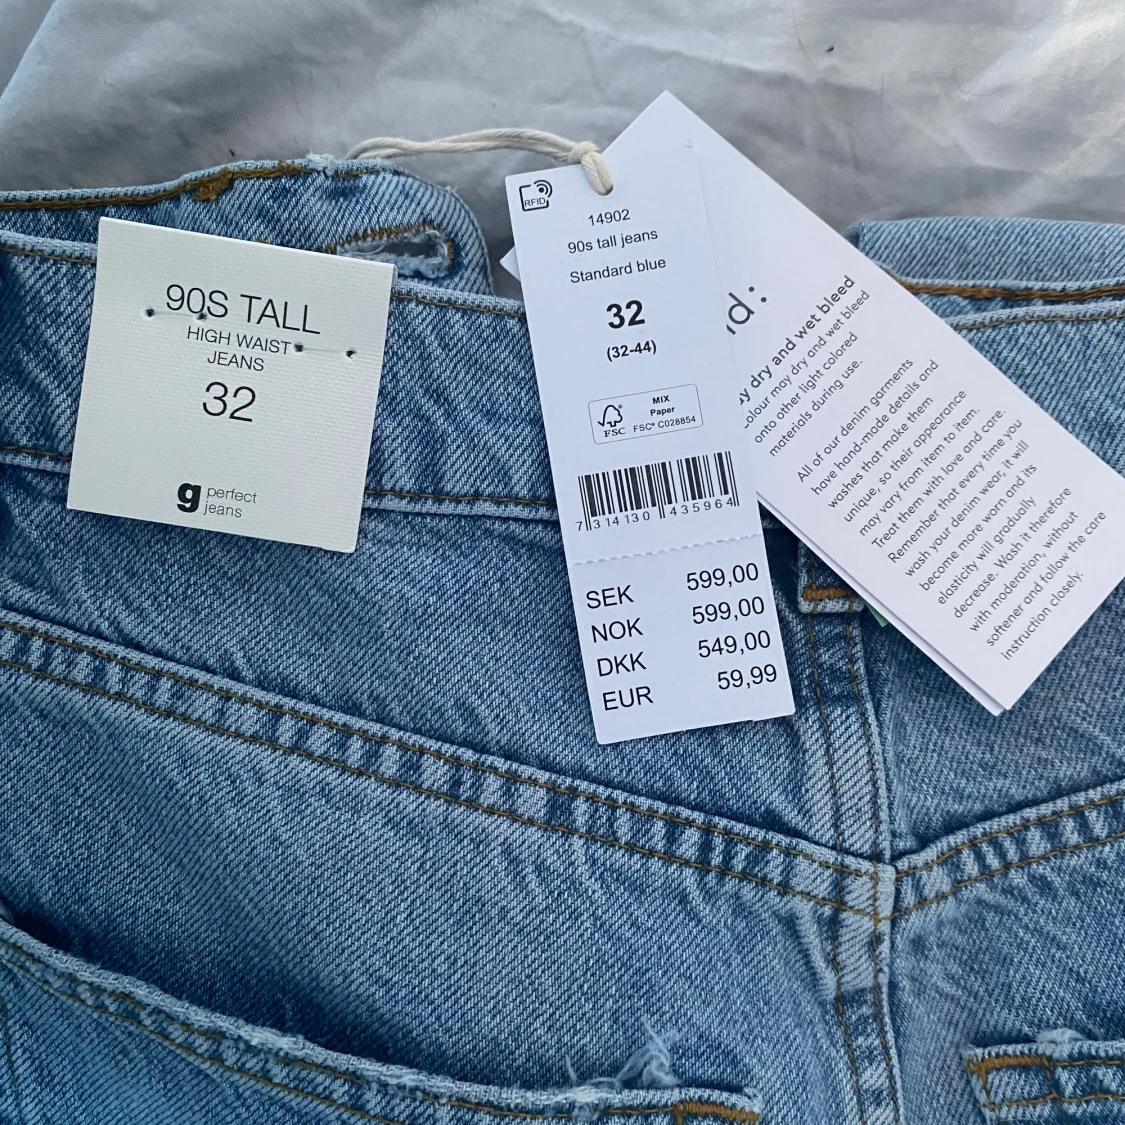 90S TALL
HIGH WAIST
JEANS
32
g perfect
jeans
RFID
14902
90s tall jeans
Standard blue
32
(32-44)
FSC
MIX
Paper
FSC® C028854
7 314130 435964
SEK 599,00
NOK 599,00
DKK 549,00
EUR 59,99
dry and wet bleed
colour may dry and wet bleed
onto other light colored
materials during use.
All of our denim garments
have hand-made details and
washes that make them
unique, so their appearance
may vary from item to item.
Treat them with love and care.
Remember that every time you
wash your denim wear, it will
become more worn and its
elasticity will gradually
decrease. Wash it therefore
with moderation, without
softener and follow the care
instruction closely.